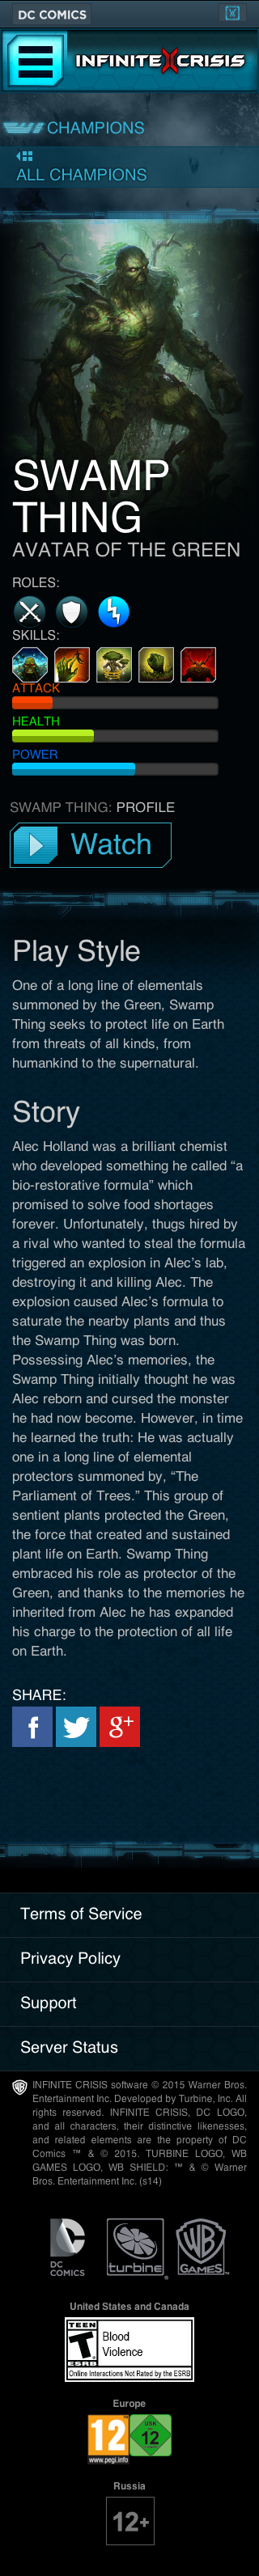 DC COMICS
INFINITE CRISIS
CHAMPIONS
ALL CHAMPIONS
SWAMP
THING
AVATAR OF THE GREEN
ROLES:
SKILLS:
ATTACK
HEALTH
POWER
SWAMP THING: PROFILE
Watch
Play Style
One of a long line of elementals
summoned by the Green, Swamp
Thing seeks to protect life on Earth
from threats of all kinds, from
humankind to the supernatural.
Story
Alec Holland was a brilliant chemist
who developed something he called “a
bio-restorative formula” which
promised to solve food shortages
forever. Unfortunately, thugs hired by
a rival who wanted to steal the formula
triggered an explosion in Alec’s lab,
destroying it and killing Alec. The
explosion caused Alec’s formula to
saturate the nearby plants and thus
the Swamp Thing was born.
Possessing Alec’s memories, the
Swamp Thing initially thought he was
Alec reborn and cursed the monster
he had now become. However, in time
he learned the truth: He was actually
one in a long line of elemental
protectors summoned by, “The
Parliament of Trees.” This group of
sentient plants protected the Green,
the force that created and sustained
plant life on Earth. Swamp Thing
embraced his role as protector of the
Green, and thanks to the memories he
inherited from Alec he has expanded
his charge to the protection of all life
on Earth.
SHARE:
f g+
Terms of Service
Privacy Policy
Support
Server Status
INFINITE CRISIS software © 2015 Warner Bros.
Entertainment Inc. Developed by Turbine, Inc. All
rights reserved. INFINITE CRISIS, DC LOGO,
and all characters, their distinctive likenesses,
and related elements are the property of DC
Comics ™ & © 2015. TURBINE LOGO, WB
GAMES LOGO, WB SHIELD: ™ & © Warner
Bros. Entertainment Inc. (s14)
DC
COMICS
turbine®
WB
GAMES™
United States and Canada
TEEN
T
ESRB
Blood
Violence
Online Interactions Not Rated by the ESRB
Europe
12
www.pegi.info
USK
12
Russia
12+